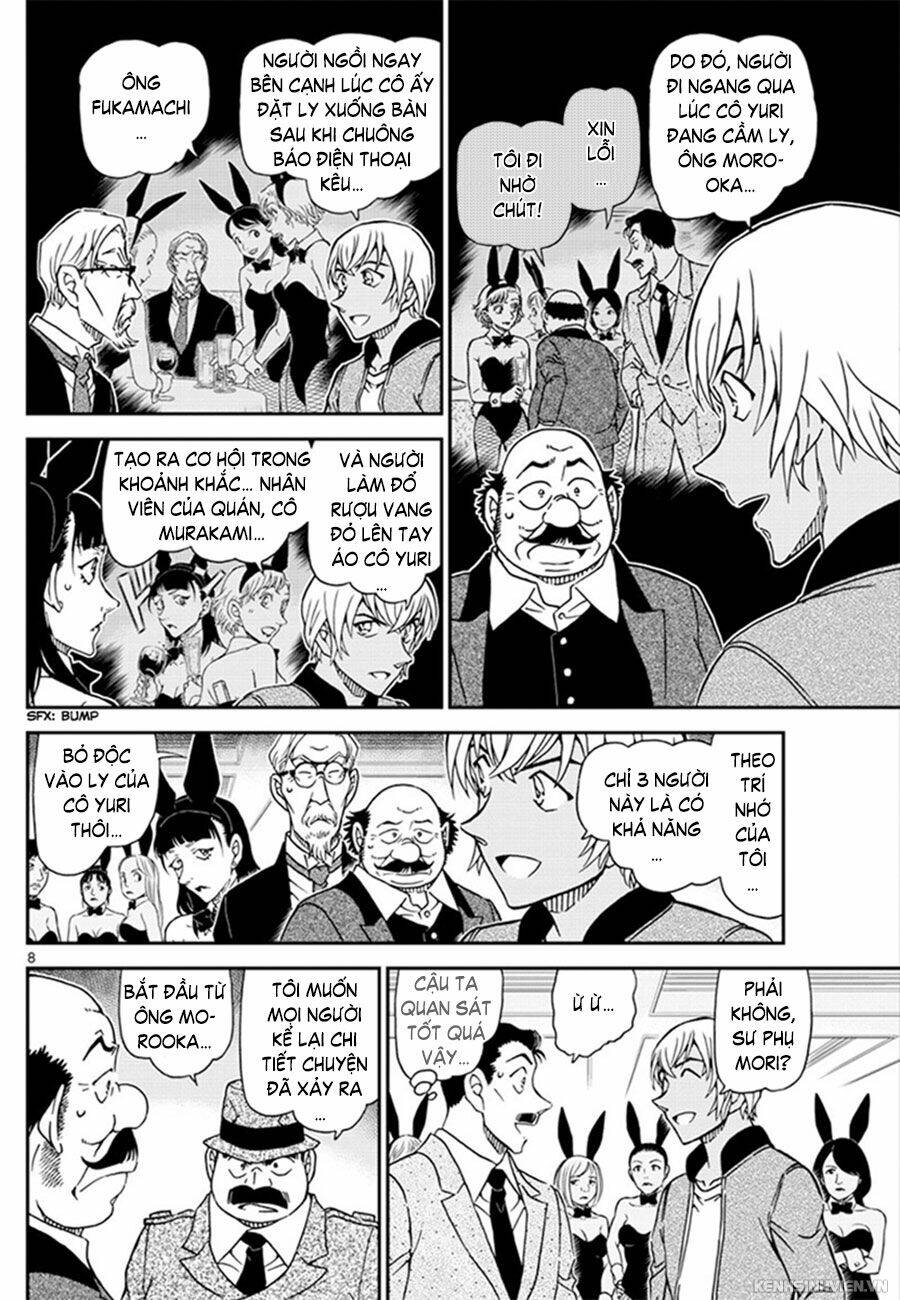 DO ĐÓ, NGƯỜI
ĐI NGANG QUA
LÚC CÔ YURI
ĐANG CẦM LY,
ÔNG MORO-
OKA...
XIN
LỖI
...
TÔI ĐI
NHỜ
CHÚT!
NGƯỜI NGỒI NGAY
BÊN CẠNH LÚC CÔ ẤY
ĐẶT LY XUỐNG BÀN
SAU KHI CHUÔNG
BÁO ĐIỆN THOẠI
KÊU...
ÔNG
FUKAMACHI
...
VÀ NGƯỜI
LÀM ĐỔ
RƯỢU VANG
ĐỎ LÊN TAY
ÁO CÔ YURI
...
TẠO RA CƠ HỘI TRONG
KHOẢNH KHẮC... NHÂN
VIÊN CỦA QUÁN, CÔ
MURAKAMI...
SFX: BUMP
THEO
TRÍ
NHỚ
CỦA
TÔI
...
CHỈ 3 NGƯỜI
NÀY LÀ CÓ
KHẢ NĂNG
...
BỎ ĐỘC
VÀO LY CỦA
CÔ YURI
THÔI...
8
PHẢI
KHÔNG,
SƯ PHỤ
MORI?
Ừ Ừ...
CẬU TA
QUAN SÁT
TỐT QUÁ
VẬY...
TÔI MUỐN
MỌI NGƯỜI
KỂ LẠI CHI
TIẾT CHUYỆN
ĐÃ XẢY RA
...
BẮT ĐẦU TỪ
ÔNG MO-
ROOKA...
KENHSINHVIEN.VN